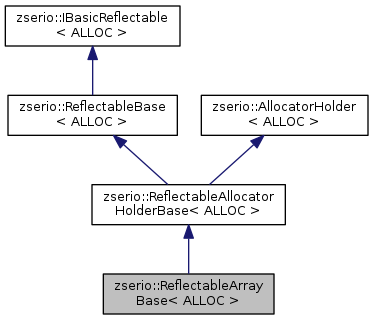 zserio::IBasicReflectable
< ALLOC >
zserio::ReflectableBase
< ALLOC >
zserio::AllocatorHolder
< ALLOC >
zserio::ReflectableAllocator
HolderBase< ALLOC >
zserio::ReflectableArray
Base< ALLOC >